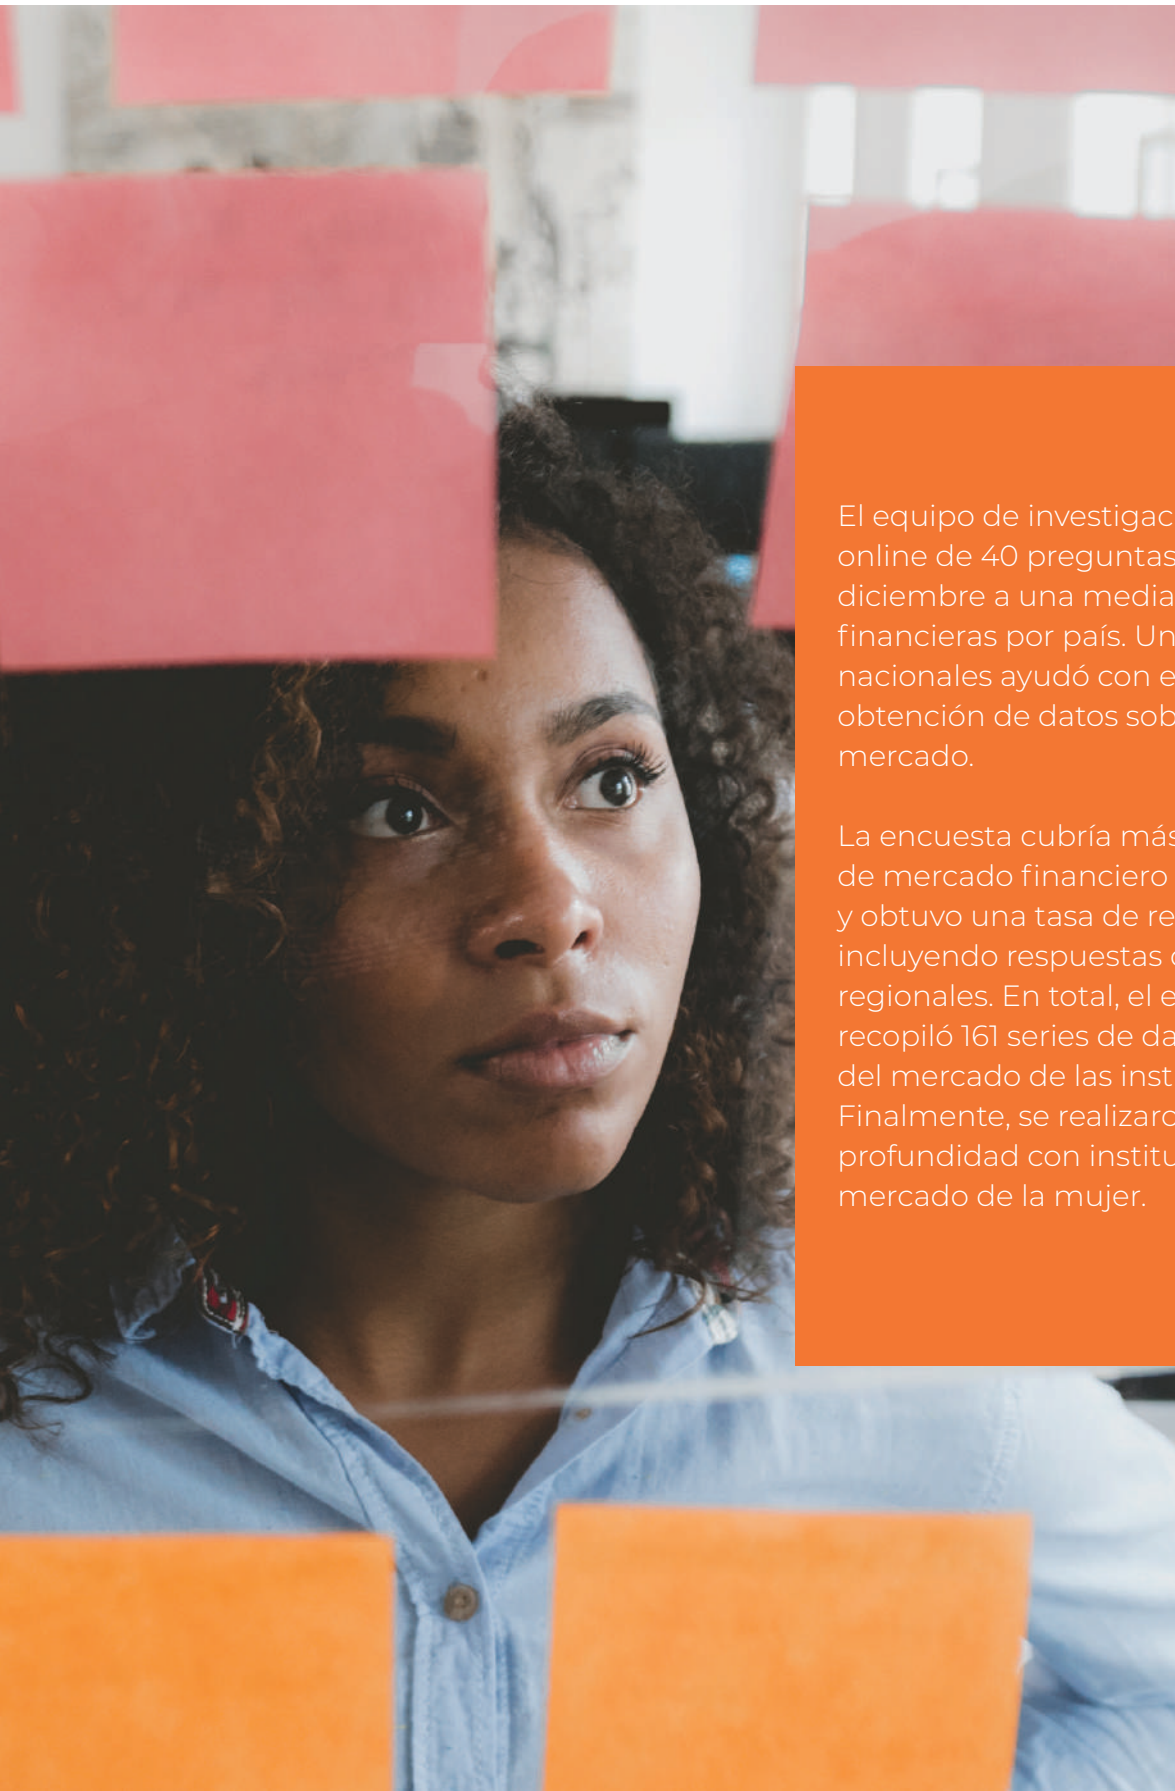 El equipo de investigac
online de 40 preguntas
diciembre a una media
financieras por país. Un
nacionales ayudó con e
obtención de datos sob
mercado.
La encuesta cubría más
de mercado financiero
y obtuvo una tasa de re
incluyendo respuestas
regionales. En total, el e
recopiló 161 series de da
del mercado de las inst
Finalmente, se realizaro
profundidad con institu
mercado de la mujer.